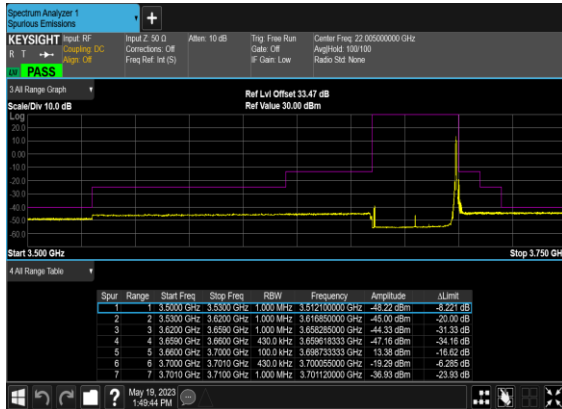 Spectrum Analyzer 1
Spurious Emissions
+
KEYSIGHT Input: RF Input Z: 50 Ω Atten: 10 dB Trig: Free Run Center Freq: 22.005000000 GHz
R T Coupling: DC Corrections: Off Gate: Off Avg|Hold: 100/100
Align: Off Freq Ref: Int (S) IF Gain: Low Radio Std: None
PASS
3 All Range Graph
Ref Lvl Offset 33.47 dB
Scale/Div 10.0 dB Ref Value 30.00 dBm
Log
20.0
10.0
0.00
-10.0
-20.0
-30.0
-40.0
-50.0
-60.0
Start 3.500 GHz Stop 3.750 GHz
4 All Range Table
Spur Range Start Freq Stop Freq RBW Frequency Amplitude ΔLimit
1 1 3.5000 GHz 3.5300 GHz 1.000 MHz 3.512100000 GHz -48.22 dBm -8.221 dB
2 2 3.5300 GHz 3.6200 GHz 1.000 MHz 3.616850000 GHz -45.00 dBm -20.00 dB
3 3 3.6200 GHz 3.6590 GHz 1.000 MHz 3.658285000 GHz -44.33 dBm -31.33 dB
4 4 3.6590 GHz 3.6600 GHz 430.0 kHz 3.659618333 GHz -47.16 dBm -34.16 dB
5 5 3.6600 GHz 3.7000 GHz 100.0 kHz 3.698733333 GHz 13.38 dBm -16.62 dB
6 6 3.7000 GHz 3.7010 GHz 430.0 kHz 3.700055000 GHz -19.29 dBm -6.285 dB
7 7 3.7010 GHz 3.7100 GHz 1.000 MHz 3.701120000 GHz -36.93 dBm -23.93 dB
? May 19, 2023
1:49:44 PM